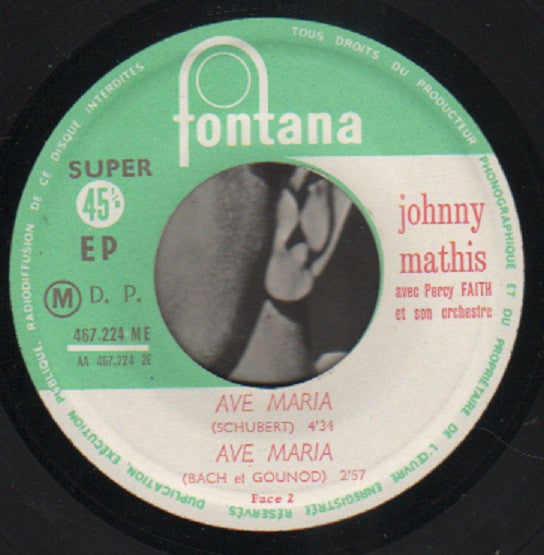 TOUS DROITS DU PRODUCTEUR PHONOGRAPHIQUE ET DU PROPRIÉTAIRE DE L'ŒUVRE ENREGISTRÉE RÉSERVÉS. DUPLICATION, EXÉCUTION PUBLIQUE, RADIODIFFUSION DE CE DISQUE INTERDITES
fontana
SUPER
45 t/s
EP
M D. P.
467.224 ME
AA 467.224 2E
johnny
mathis
avec Percy FAITH
et son orchestre
AVE MARIA
(SCHUBERT) 4'34
AVE MARIA
(BACH et GOUNOD) 2'57
Face 2